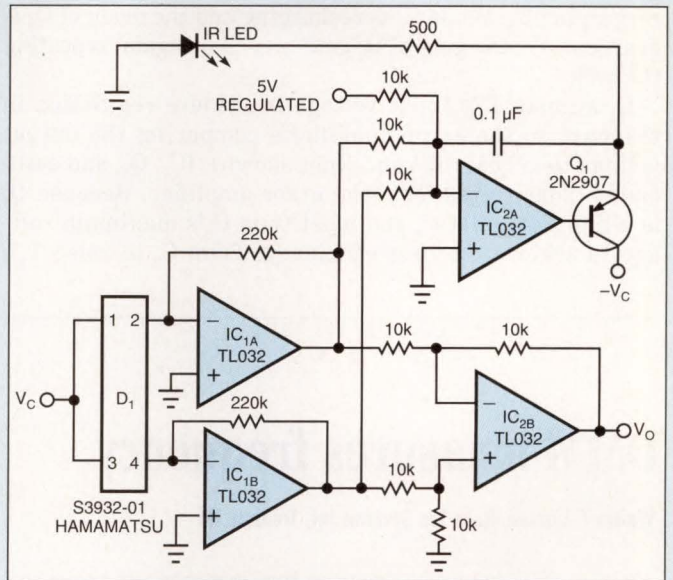 IR LED
500
5V
REGULATED
10k
10k
0.1 µF
Q1
2N2907
10k
IC2A
TL032
–VC
220k
1 2
IC1A
TL032
10k
10k
VC
D1
220k
IC2B
TL032
VO
3 4
IC1B
TL032
10k
S3932-01
HAMAMATSU
10k